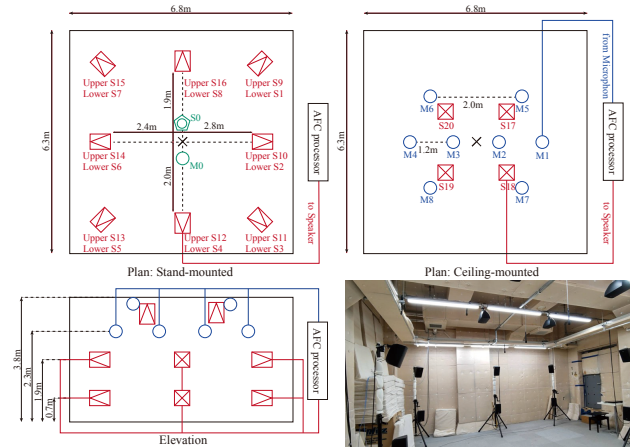 6.8m
6.3m
Upper S15
Lower S7
Upper S16
Lower S8
Upper S9
Lower S1
1.9m
S0
2.4m
2.8m
Upper S14
Lower S6
Upper S10
Lower S2
M0
2.0m
Upper S13
Lower S5
Upper S12
Lower S4
Upper S11
Lower S3
AFC processor
to Speaker
Plan: Stand-mounted
6.8m
6.3m
from Microphon
M6
2.0m
M5
S20
S17
M4
1.2m
M3
M2
M1
S19
S18
M8
M7
AFC processor
to Speaker
Plan: Ceiling-mounted
3.8m
2.3m
1.9m
0.7m
AFC processor
Elevation